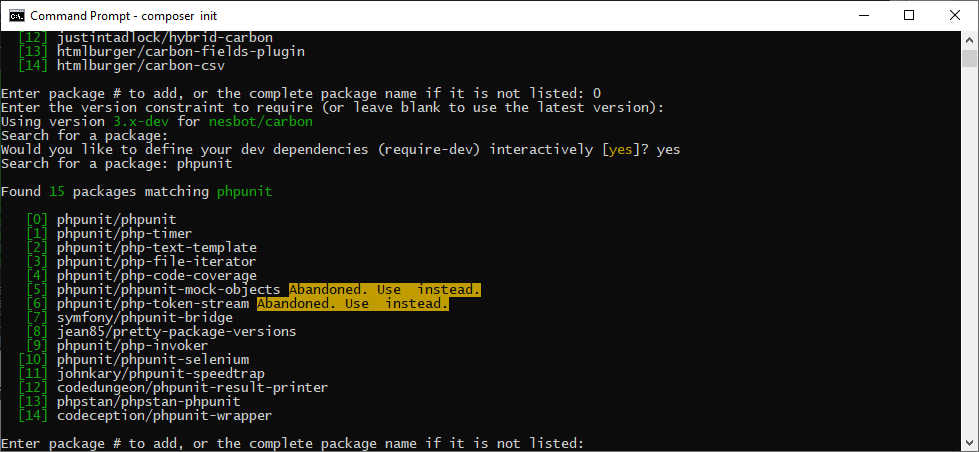 Command Prompt - composer init
[12] justintadlock/hybrid-carbon
[13] htmlburger/carbon-fields-plugin
[14] htmlburger/carbon-csv
Enter package # to add, or the complete package name if it is not listed: 0
Enter the version constraint to require (or leave blank to use the latest version):
Using version 3.x-dev for nesbot/carbon
Search for a package:
Would you like to define your dev dependencies (require-dev) interactively [yes]? yes
Search for a package: phpunit
Found 15 packages matching phpunit
[0] phpunit/phpunit
[1] phpunit/php-timer
[2] phpunit/php-text-template
[3] phpunit/php-file-iterator
[4] phpunit/php-code-coverage
[5] phpunit/phpunit-mock-objects Abandoned. Use  instead.
[6] phpunit/php-token-stream Abandoned. Use  instead.
[7] symfony/phpunit-bridge
[8] jean85/pretty-package-versions
[9] phpunit/php-invoker
[10] phpunit/phpunit-selenium
[11] johnkary/phpunit-speedtrap
[12] codedungeon/phpunit-result-printer
[13] phpstan/phpstan-phpunit
[14] codeception/phpunit-wrapper
Enter package # to add, or the complete package name if it is not listed: